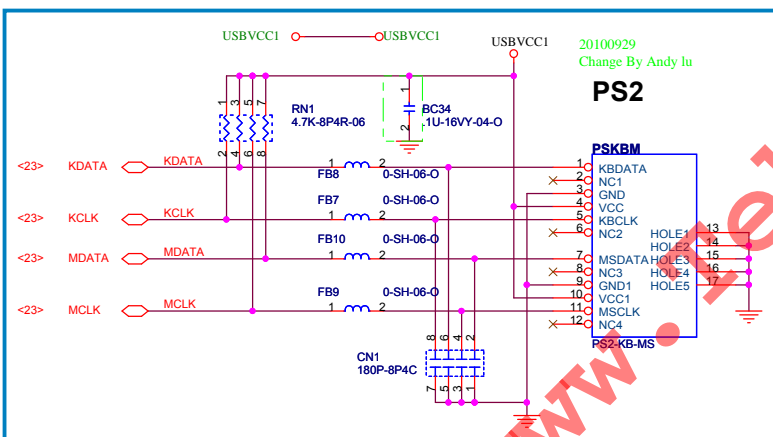 USBVCC1 USBVCC1
USBVCC1
20100929
Change By Andy lu
PS2
RN1
4.7K-8P4R-06
1 3 5 7
2 4 6 8
BC34
.1U-16VY-04-O
1
2
PSKBM
<23> KDATA KDATA
1 2
FB8 0-SH-06-O
<23> KCLK KCLK
FB7 0-SH-06-O
1 2
<23> MDATA MDATA
FB10 0-SH-06-O
1 2
<23> MCLK MCLK
FB9 0-SH-06-O
1 2
1 KBDATA
2 NC1
3 GND
4 VCC
5 KBCLK
6 NC2
7 MSDATA
8 NC3
9 GND1
10 VCC1
11 MSCLK
12 NC4
HOLE1 13
HOLE2 14
HOLE3 15
HOLE4 16
HOLE5 17
PS2-KB-MS
CN1
180P-8P4C
8 6 4 2
7 5 3 1
www.te